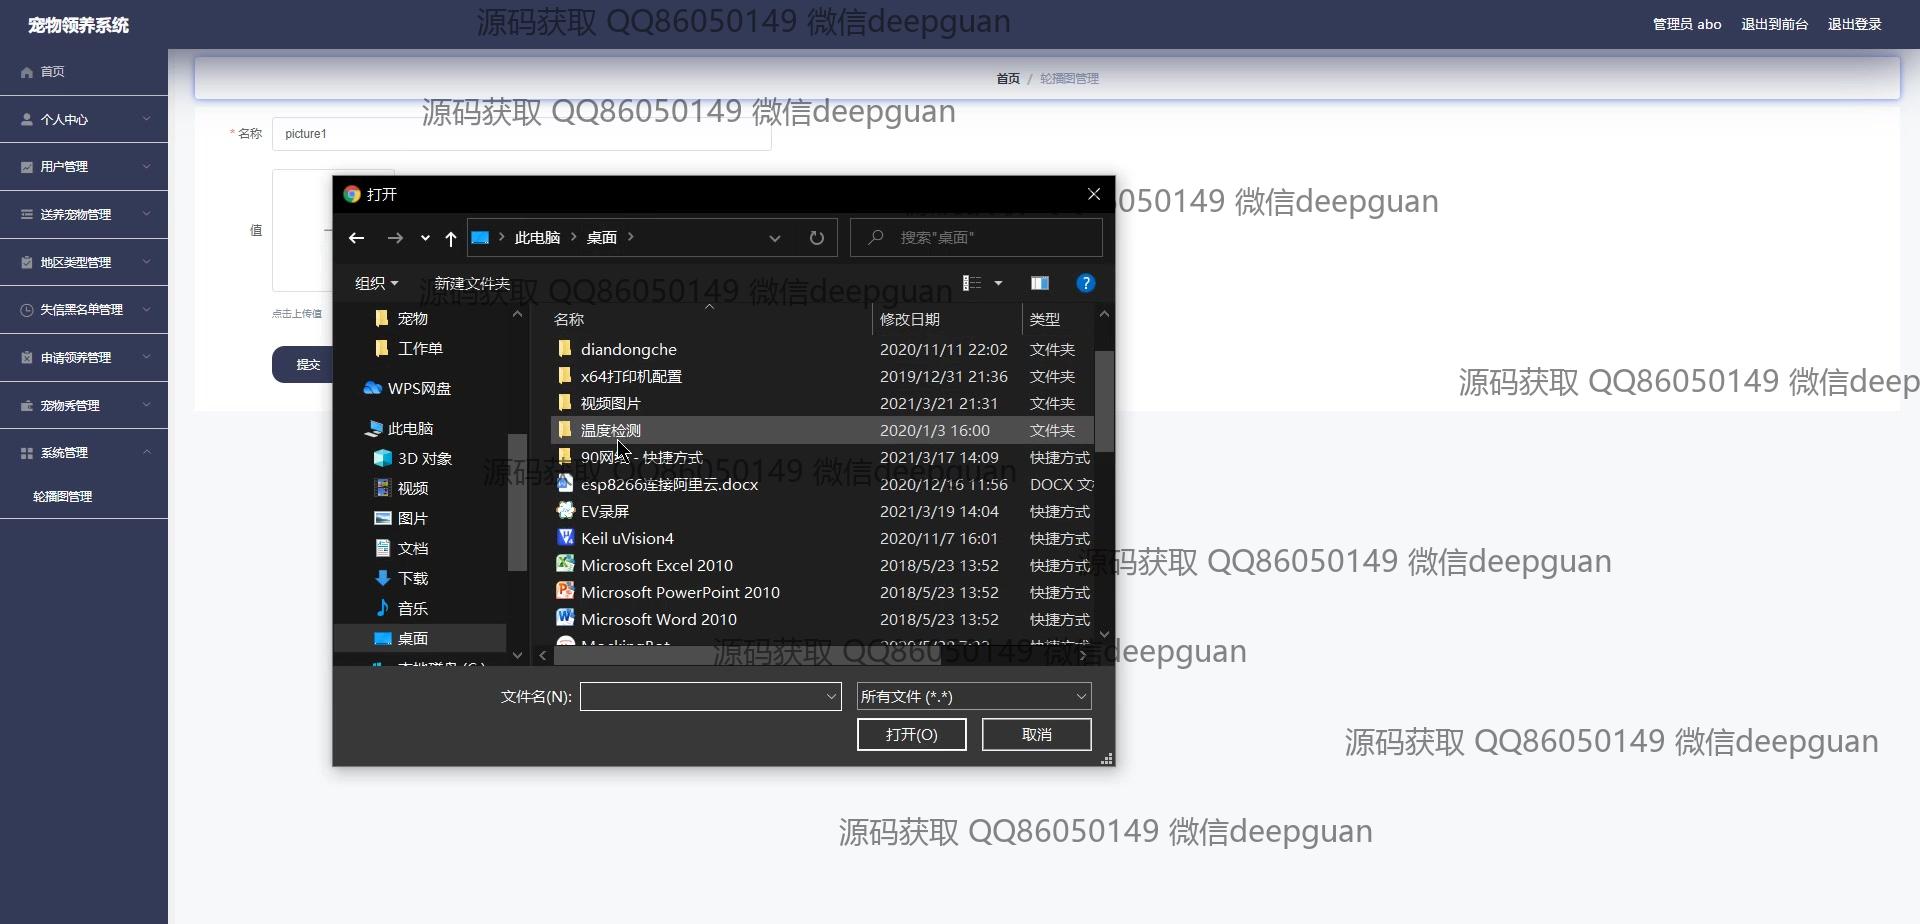 宠物领养系统
源码获取 QQ86050149 微信deepguan
管理员 abo 退出到前台 退出登录
首页
首页 / 轮播图管理
源码获取 QQ86050149 微信deepguan
个人中心
* 名称 picture1
用户管理
打开
050149 微信deepguan
送养宠物管理
值
此电脑 桌面
搜索"桌面"
地区类型管理
组织 新建文件夹
源码获取 QQ86050149 微信deepguan
失信黑名单管理
点击上传值
宠物
名称 修改日期 类型
工作单
diandongche 2020/11/11 22:02 文件夹
申请领养管理
提交
x64打印机配置 2019/12/31 21:36 文件夹
源码获取 QQ86050149 微信deep
WPS网盘
宠物秀管理
视频图片 2021/3/21 21:31 文件夹
此电脑
温度检测 2020/1/3 16:00 文件夹
系统管理
3D 对象
90网 - 快捷方式 2021/3/17 14:09 快捷方式
源码获取 QQ86050149 微信deepguan
视频
esp8266连接阿里云.docx 2020/12/16 11:56 DOCX 文
轮播图管理
图片
EV录屏 2021/3/19 14:04 快捷方式
文档
Keil uVision4 2020/11/7 16:01 快捷方式
源码获取 QQ86050149 微信deepguan
下载
Microsoft Excel 2010 2018/5/23 13:52 快捷方式
音乐
Microsoft PowerPoint 2010 2018/5/23 13:52 快捷方式
Microsoft Word 2010 2018/5/23 13:52 快捷方式
桌面
源码获取 QQ86050149 微信deepguan
文件名(N): 所有文件 (*.*)
打开(O) 取消
源码获取 QQ86050149 微信deepguan
源码获取 QQ86050149 微信deepguan